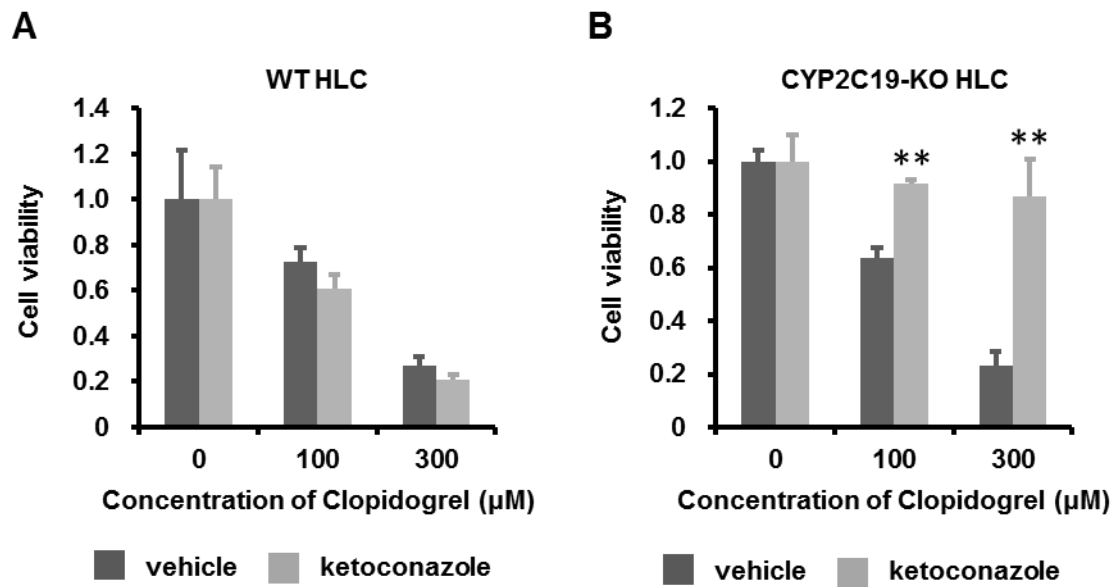 A
WT HLC
1.4
1.2
1.0
0.8
0.6
0.4
0.2
0
Cell viability
0 100 300
Concentration of Clopidogrel (μM)
vehicle ketoconazole
B
CYP2C19-KO HLC
1.2
1.0
0.8
0.6
0.4
0.2
0
Cell viability
** **
0 100 300
Concentration of Clopidogrel (μM)
vehicle ketoconazole